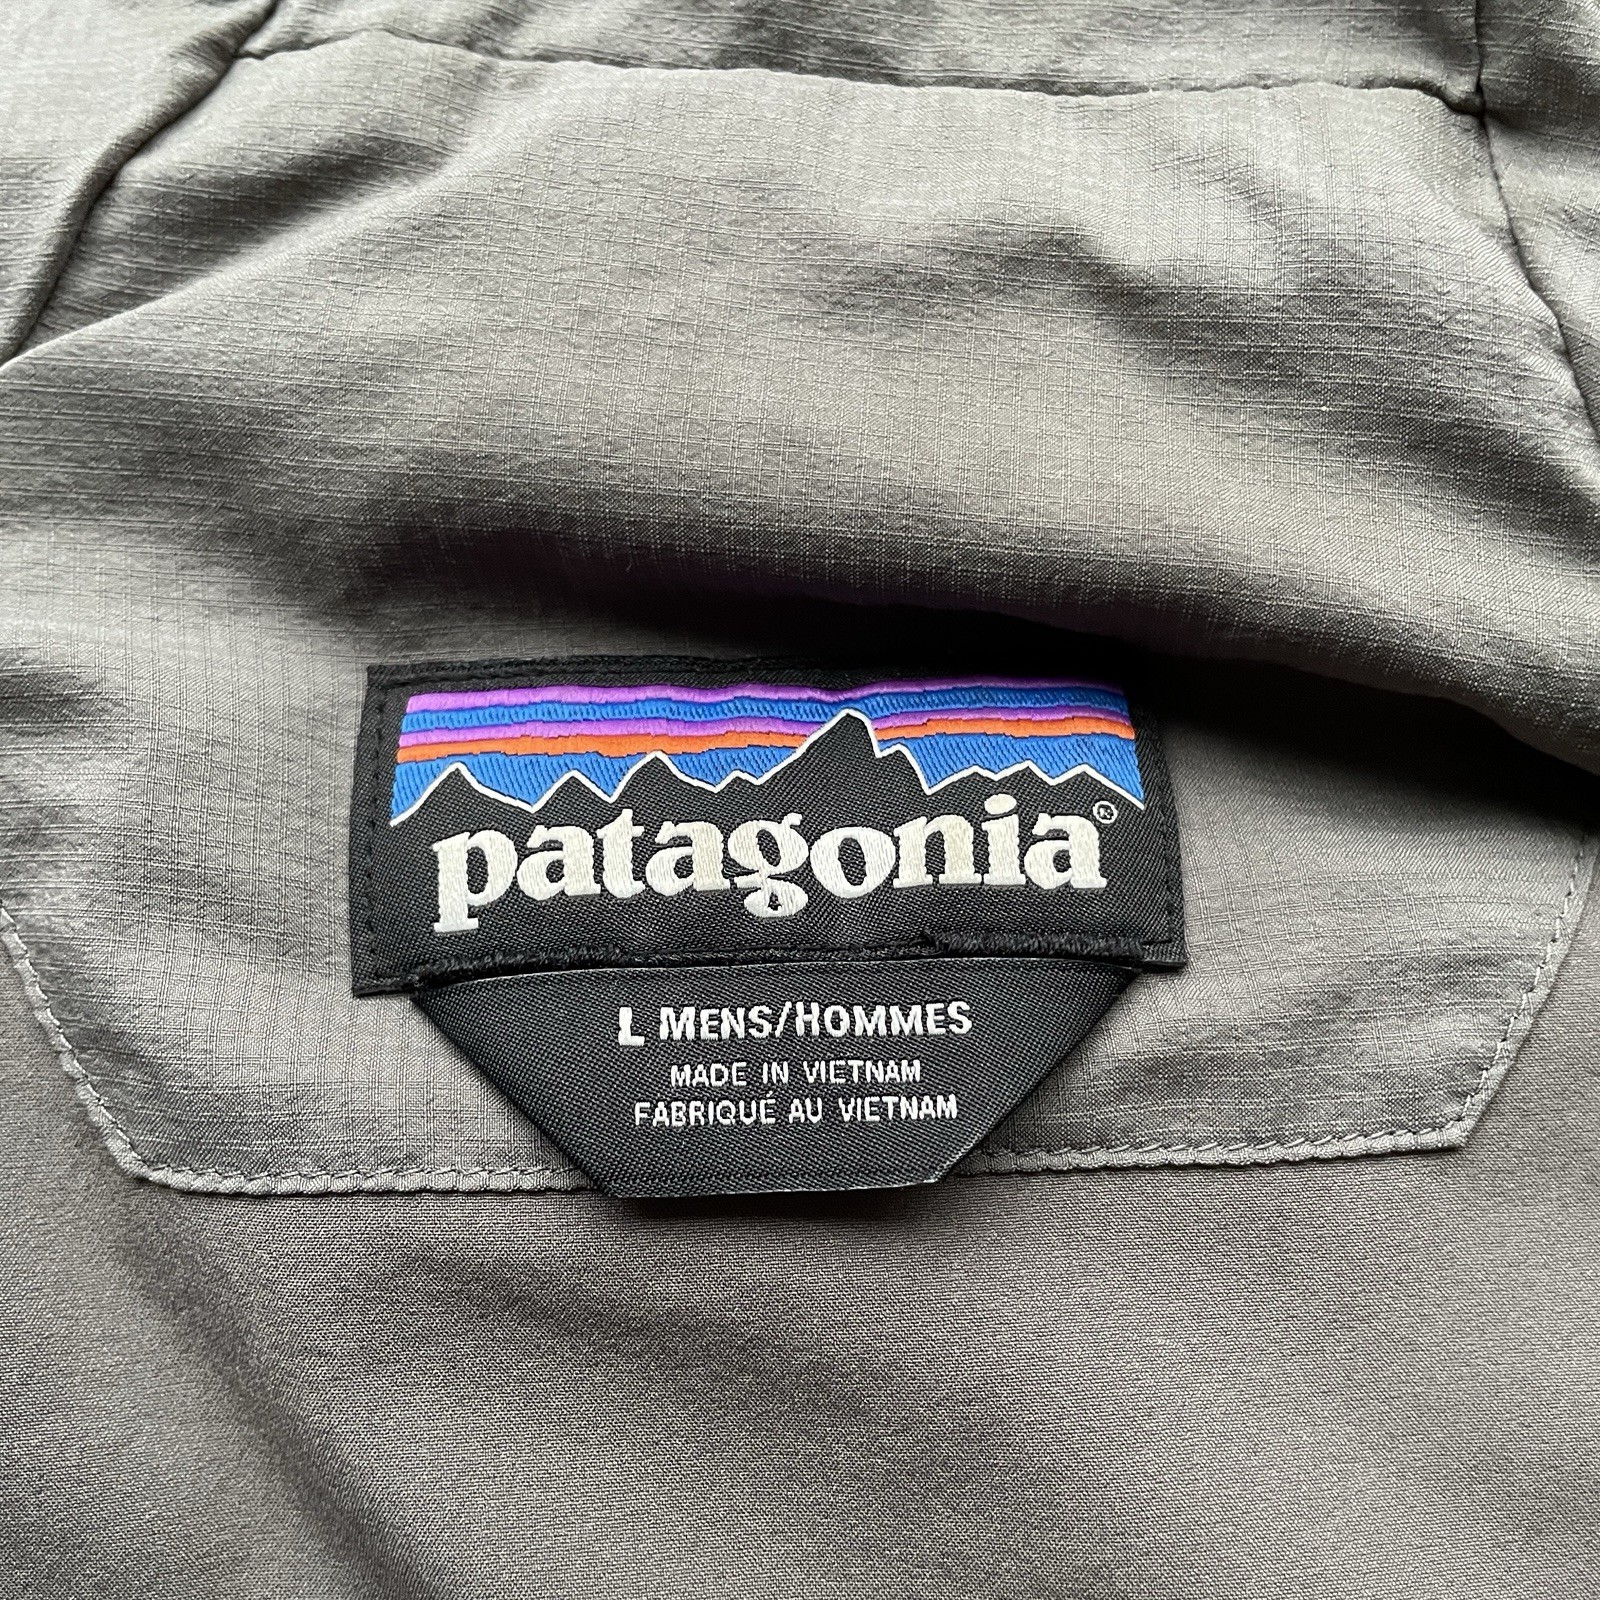 patagonia®
L MENS/HOMMES
MADE IN VIETNAM
FABRIQUÉ AU VIETNAM